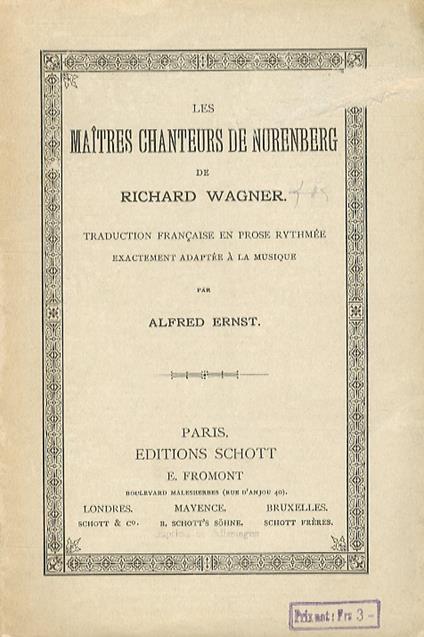 LES
MAÎTRES CHANTEURS DE NURENBERG
DE
RICHARD WAGNER.
TRADUCTION FRANÇAISE EN PROSE RYTHMÉE
EXACTEMENT ADAPTÉE À LA MUSIQUE
PAR
ALFRED ERNST.
PARIS,
EDITIONS SCHOTT
E. FROMONT
BOULEVARD MALESHERBES (RUE D'ANJOU 40).
LONDRES. MAYENCE. BRUXELLES.
SCHOTT & CO. B. SCHOTT'S SÖHNE. SCHOTT FRÈRES.
Allemagne
Prix net: Frs 3 -